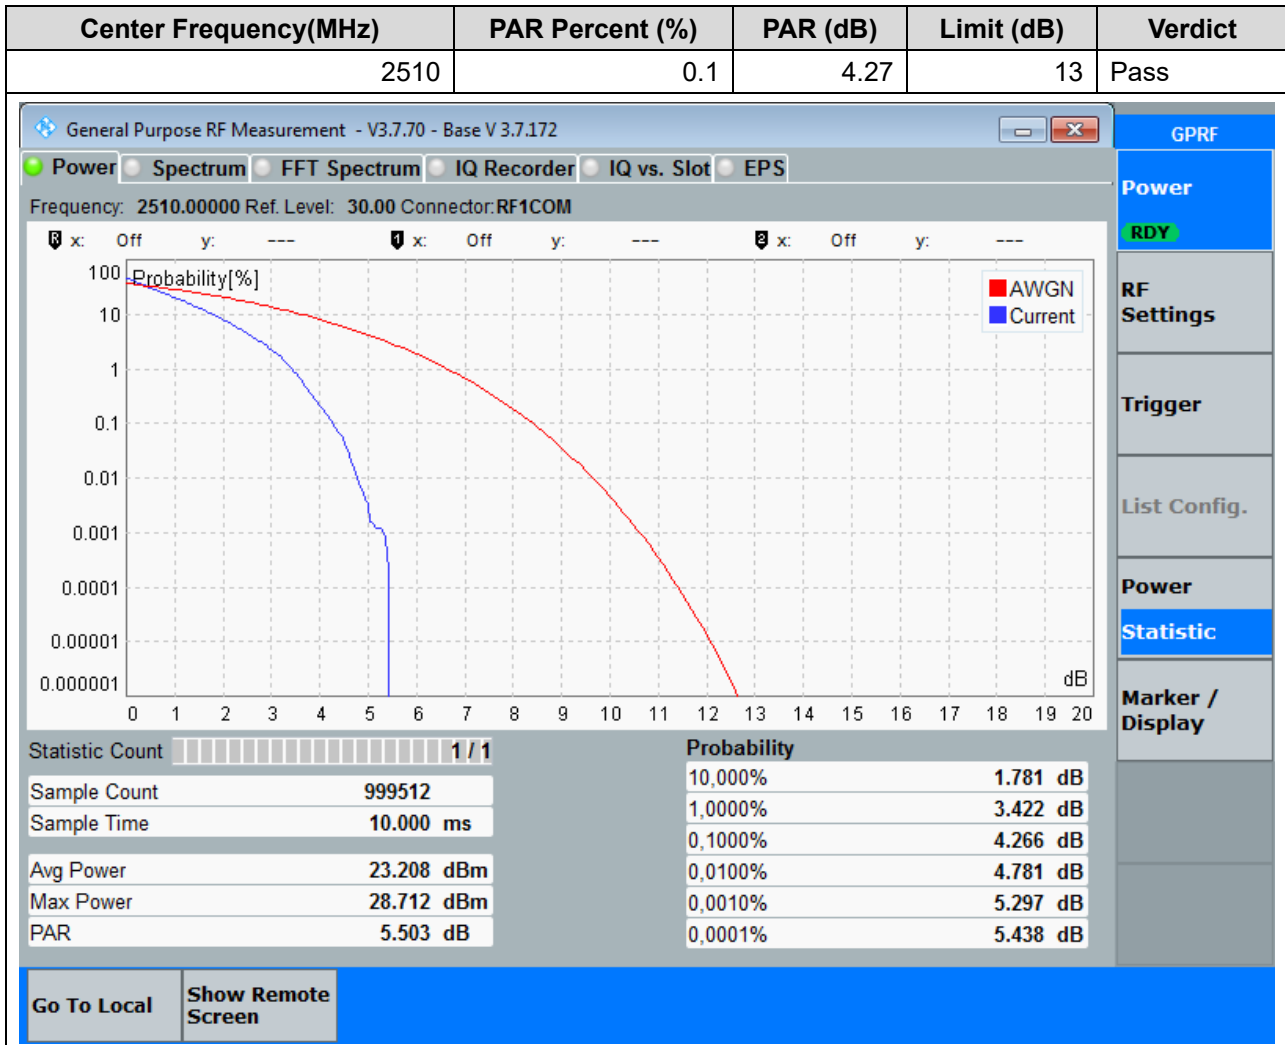 Center Frequency(MHz) PAR Percent (%) PAR (dB) Limit (dB) Verdict
2510 0.1 4.27 13 Pass
General Purpose RF Measurement - V3.7.70 - Base V 3.7.172
GPRF
Power Spectrum FFT Spectrum IQ Recorder IQ vs. Slot EPS
Frequency: 2510.00000 Ref. Level: 30.00 Connector: RF1COM
R x: Off y: --- 1 x: Off y: --- 2 x: Off y: ---
Probability[%]
100
10
1
0.1
0.01
0.001
0.0001
0.00001
0.000001
AWGN
Current
dB
0 1 2 3 4 5 6 7 8 9 10 11 12 13 14 15 16 17 18 19 20
Statistic Count 1 / 1
Sample Count 999512
Sample Time 10.000 ms
Avg Power 23.208 dBm
Max Power 28.712 dBm
PAR 5.503 dB
Probability
10,000% 1.781 dB
1,0000% 3.422 dB
0,1000% 4.266 dB
0,0100% 4.781 dB
0,0010% 5.297 dB
0,0001% 5.438 dB
Power
RDY
RF
Settings
Trigger
List Config.
Power
Statistic
Marker /
Display
Go To Local
Show Remote
Screen